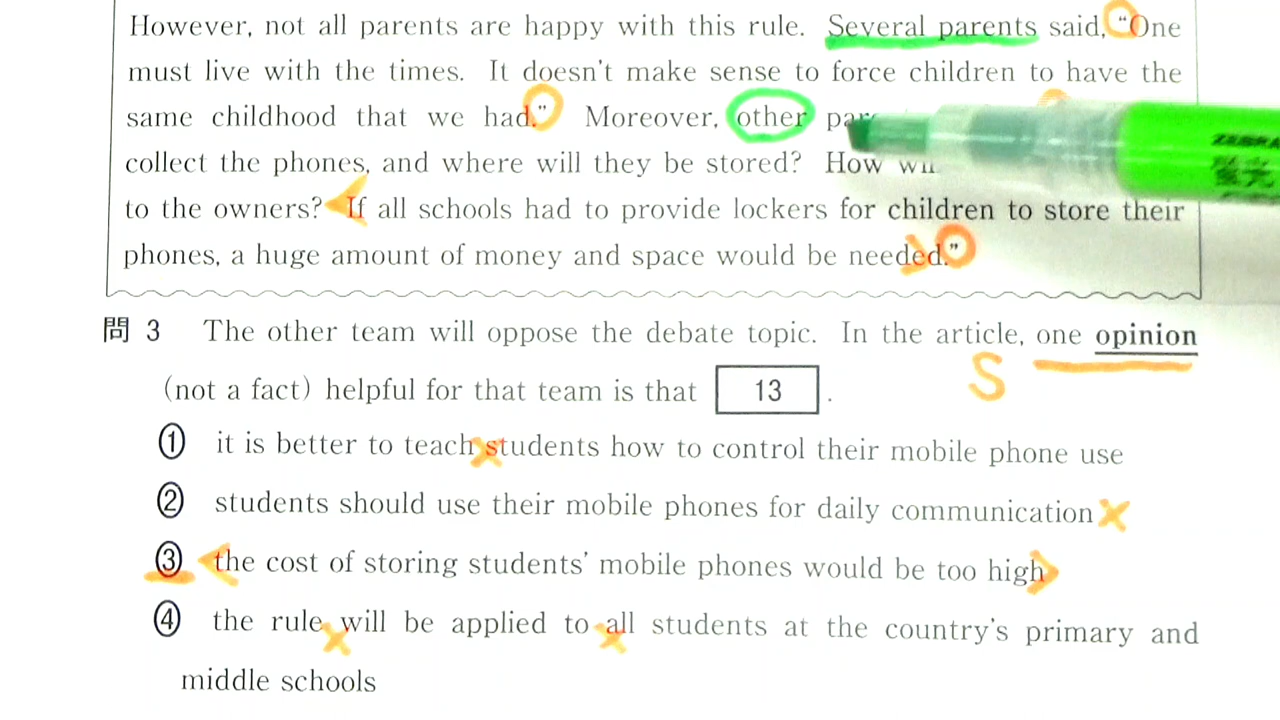 However, not all parents are happy with this rule. Several parents said, “One
must live with the times. It doesn't make sense to force children to have the
same childhood that we had.” Moreover, other
collect the phones, and where will they be stored? How
to the owners? If all schools had to provide lockers for children to store their
phones, a huge amount of money and space would be needed.”
ZEBRA
蛍光
問 3 The other team will oppose the debate topic. In the article, one opinion
S
(not a fact) helpful for that team is that 13 .
① it is better to teach students how to control their mobile phone use
② students should use their mobile phones for daily communication
③ the cost of storing students' mobile phones would be too high
④ the rule will be applied to all students at the country's primary and
middle schools